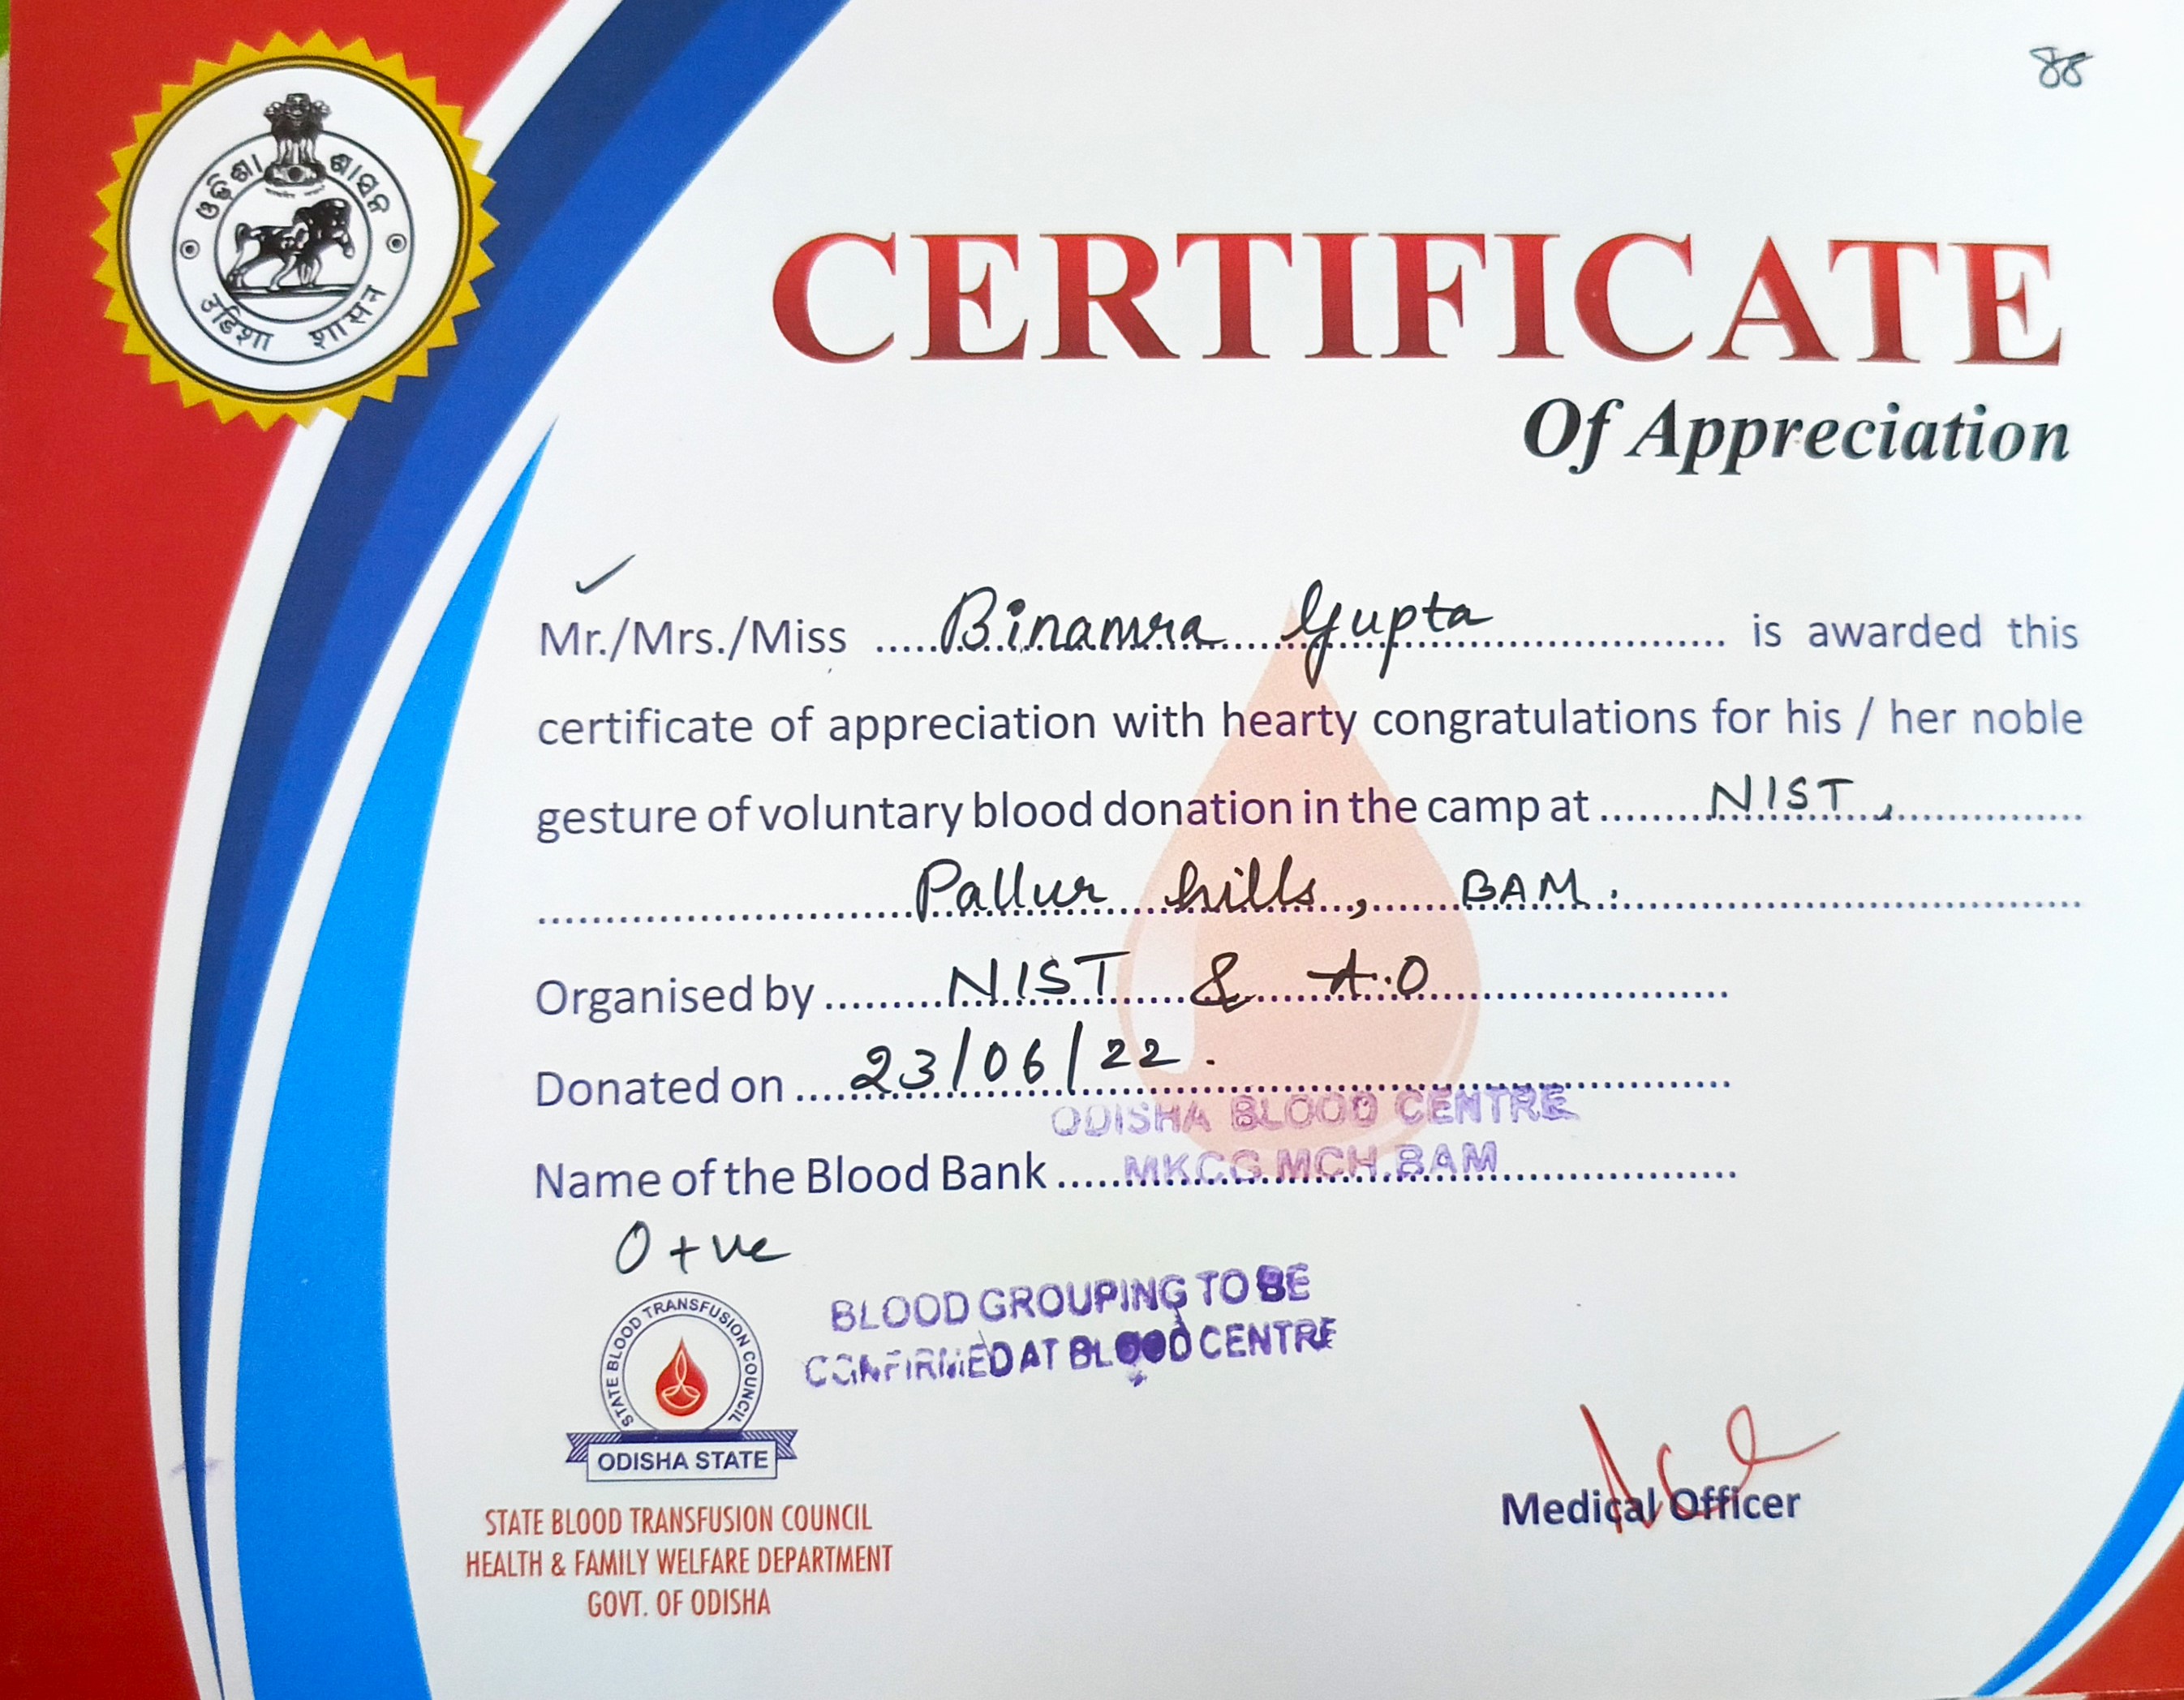 88
ଓଡ଼ିଶା ଶାସନ
उडिशा शासन
CERTIFICATE
Of Appreciation
Mr./Mrs./Miss .....Binamra Gupta..... is awarded this
certificate of appreciation with hearty congratulations for his / her noble
gesture of voluntary blood donation in the camp at ........NIST,........
........Pallur hills, BAM.........
Organised by .........NIST & A.O.........
Donated on ....23/06/22.........
ODISHA BLOOD CENTRE
Name of the Blood Bank .....MKCG MCH.BAM.........
O +ve
BLOOD GROUPING TO BE
CONFIRMED AT BLOOD CENTRE
STATE BLOOD TRANSFUSION COUNCIL
ODISHA STATE
STATE BLOOD TRANSFUSION COUNCIL
HEALTH & FAMILY WELFARE DEPARTMENT
GOVT. OF ODISHA
Medical Officer